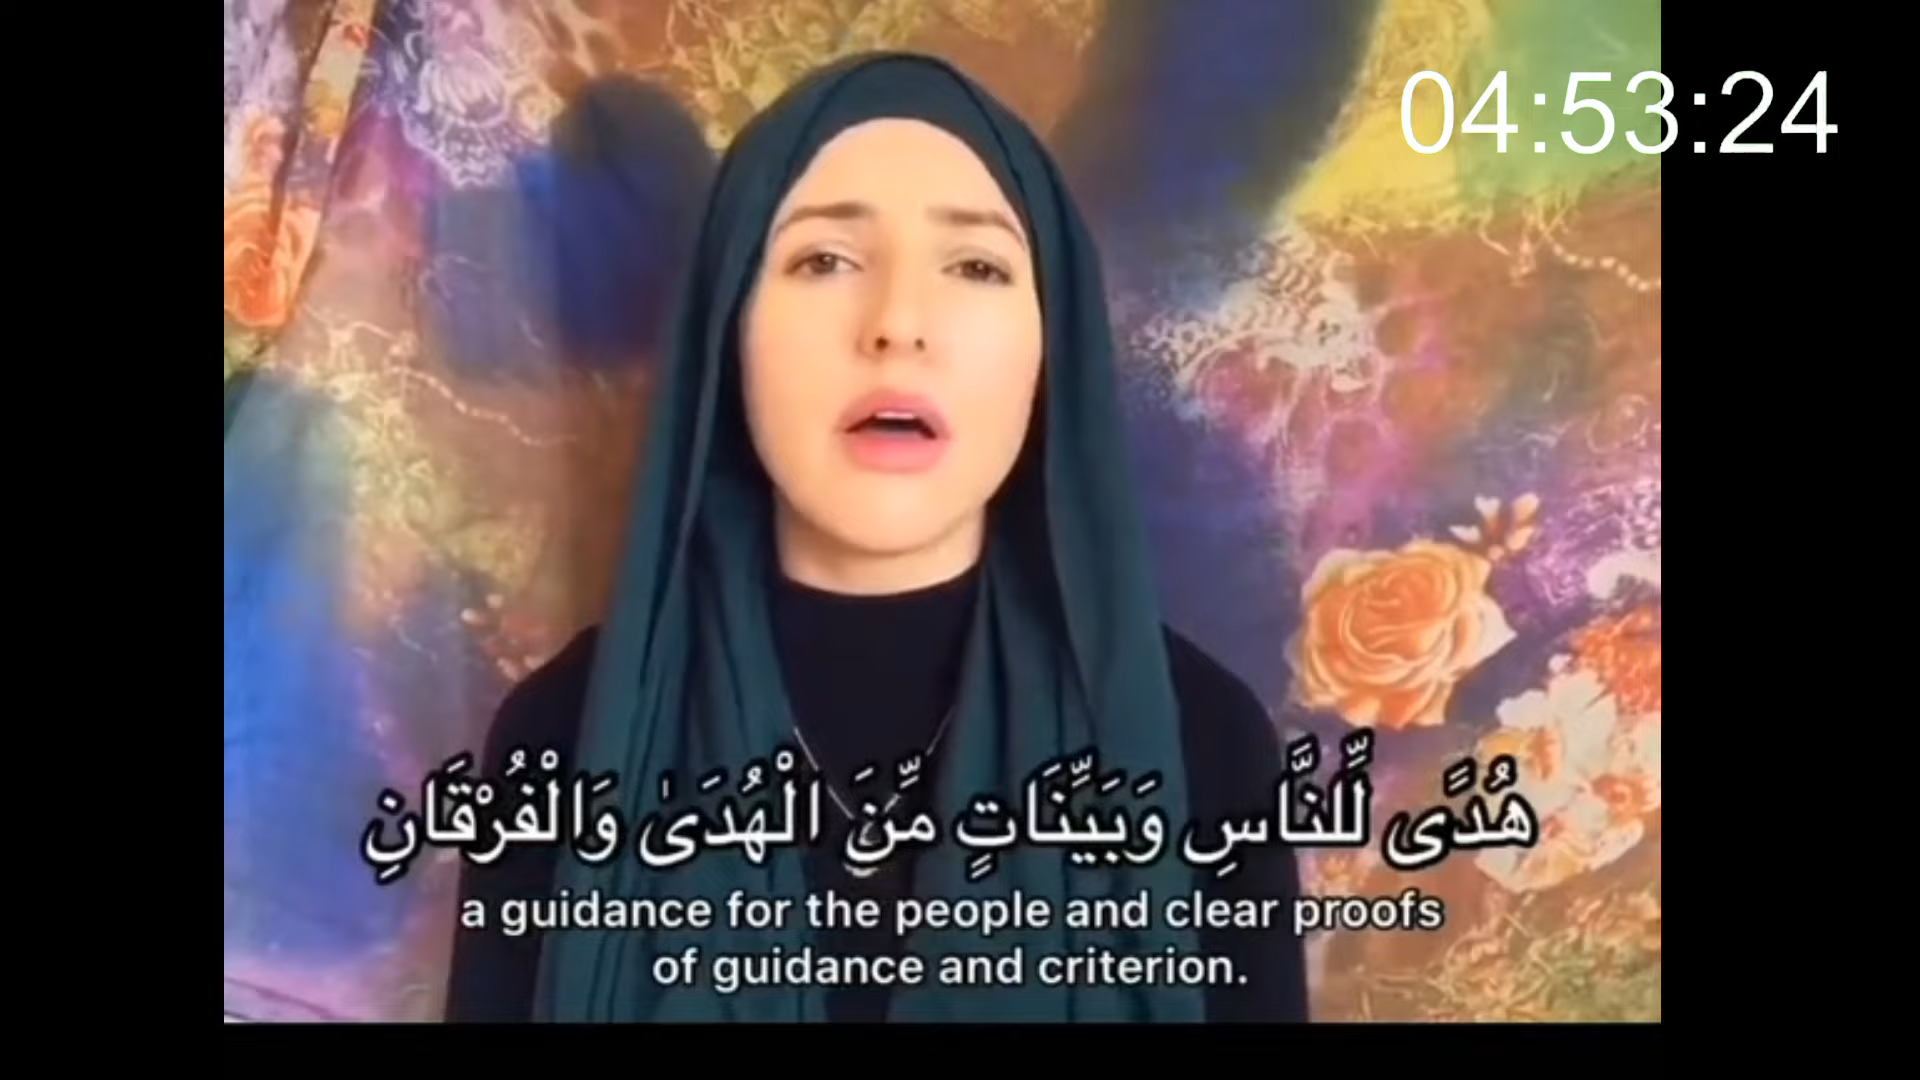 04:53:24
هُدًى لِّلنَّاسِ وَبَيِّنَاتٍ مِّنَ الْهُدَىٰ وَالْفُرْقَانِ
a guidance for the people and clear proofs
of guidance and criterion.